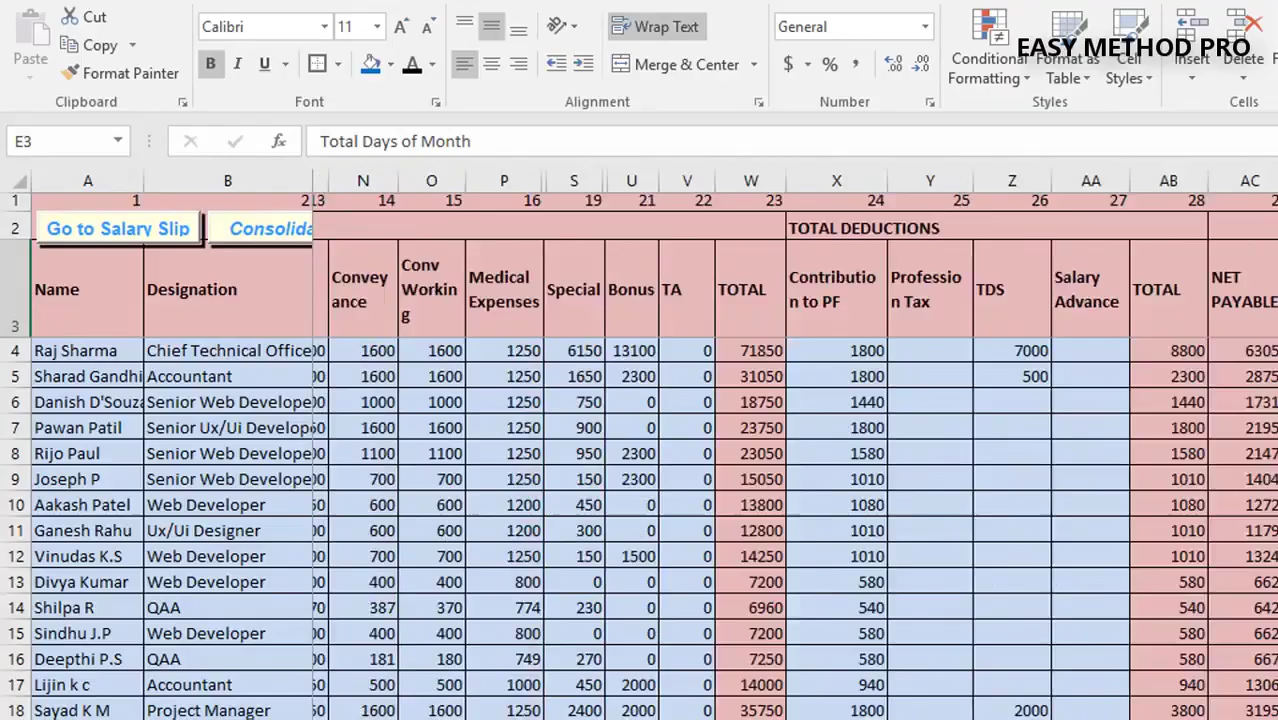 Cut
Calibri 11
Wrap Text
General
EASY METHOD PRO
Copy
Paste
Format Painter
B I U A
Merge & Center
$ % ,
Conditional Formatting
Format as Table
Cell Styles
Insert
Delete
Clipboard Font Alignment Number Styles Cells
E3 fx Total Days of Month
A B N O P S U V W X Y Z AA AB AC
1 1 2 13 14 15 16 19 21 22 23 24 25 26 27 28 2
2 Go to Salary Slip Consolida TOTAL DEDUCTIONS
3 Name Designation Convey ance Conv Workin g Medical Expenses Special Bonus TA TOTAL Contributio n to PF Professio n Tax TDS Salary Advance TOTAL NET PAYABLE
4 Raj Sharma Chief Technical Office 00 1600 1600 1250 6150 13100 0 71850 1800 7000 8800 6305
5 Sharad Gandhi Accountant 00 1600 1600 1250 1650 2300 0 31050 1800 500 2300 2875
6 Danish D'Souza Senior Web Develope 00 1000 1000 1250 750 0 0 18750 1440 1440 1731
7 Pawan Patil Senior Ux/Ui Develop 50 1600 1600 1250 900 0 0 23750 1800 1800 2195
8 Rijo Paul Senior Web Develope 00 1100 1100 1250 950 2300 0 23050 1580 1580 2147
9 Joseph P Senior Web Develope 00 700 700 1250 150 2300 0 15050 1010 1010 1404
10 Aakash Patel Web Developer 50 600 600 1200 450 0 0 13800 1080 1080 1272
11 Ganesh Rahu Ux/Ui Designer 00 600 600 1200 300 0 0 12800 1010 1010 1179
12 Vinudas K.S Web Developer 00 700 700 1250 150 1500 0 14250 1010 1010 1324
13 Divya Kumar Web Developer 00 400 400 800 0 0 0 7200 580 580 662
14 Shilpa R QAA 70 387 370 774 230 0 0 6960 540 540 642
15 Sindhu J.P Web Developer 00 400 400 800 0 0 0 7200 580 580 662
16 Deepthi P.S QAA 00 181 180 749 270 0 0 7250 580 580 667
17 Lijin k c Accountant 50 500 500 1000 450 2000 0 14000 940 940 1306
18 Sayad K M Project Manager 00 1600 1600 1250 2400 2000 0 35750 1800 2000 3800 3195